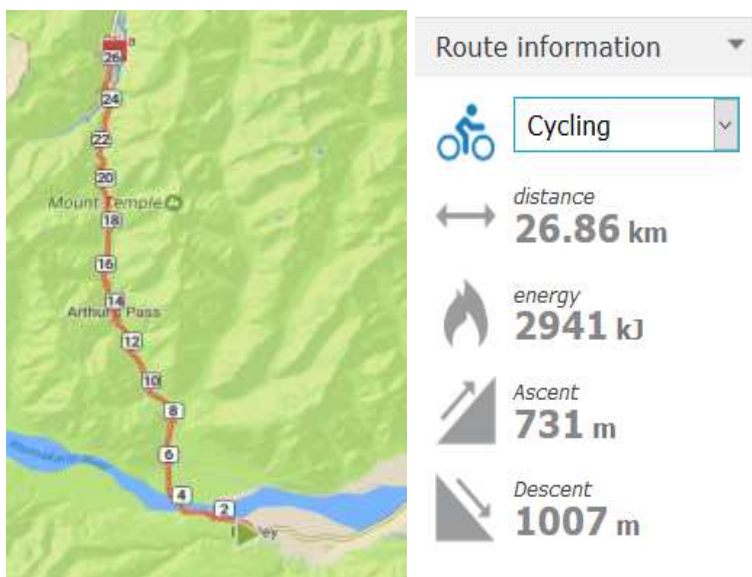 26
24
22
20
Mount Temple
18
16
14
Arthur's Pass
12
10
8
6
4
2
Route information
Cycling
distance
26.86 km
energy
2941 kJ
Ascent
731 m
Descent
1007 m